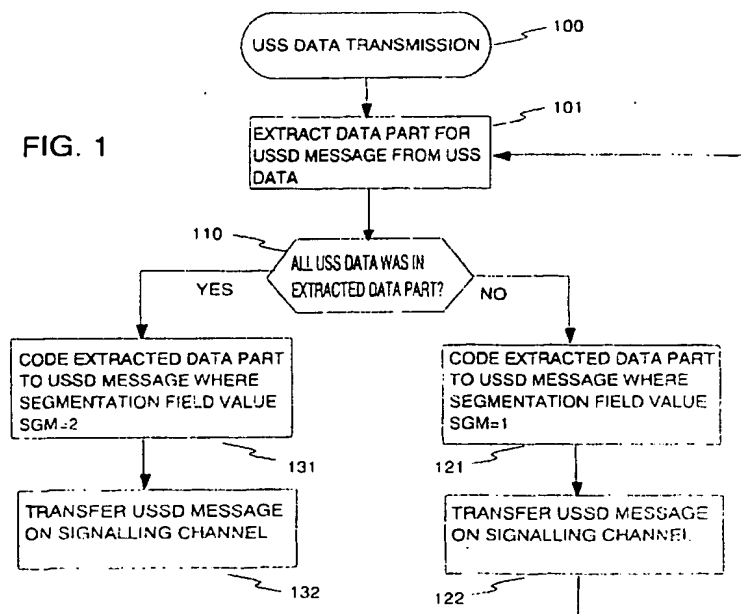 USS DATA TRANSMISSION
100
101
FIG. 1
EXTRACT DATA PART FOR
USSD MESSAGE FROM USS
DATA
110
ALL USS DATA WAS IN
EXTRACTED DATA PART?
YES
NO
CODE EXTRACTED DATA PART
TO USSD MESSAGE WHERE
SEGMENTATION FIELD VALUE
SGM=2
131
CODE EXTRACTED DATA PART
TO USSD MESSAGE WHERE
SEGMENTATION FIELD VALUE
SGM=1
121
TRANSFER USSD MESSAGE
ON SIGNALLING CHANNEL
132
TRANSFER USSD MESSAGE
ON SIGNALLING CHANNEL
122